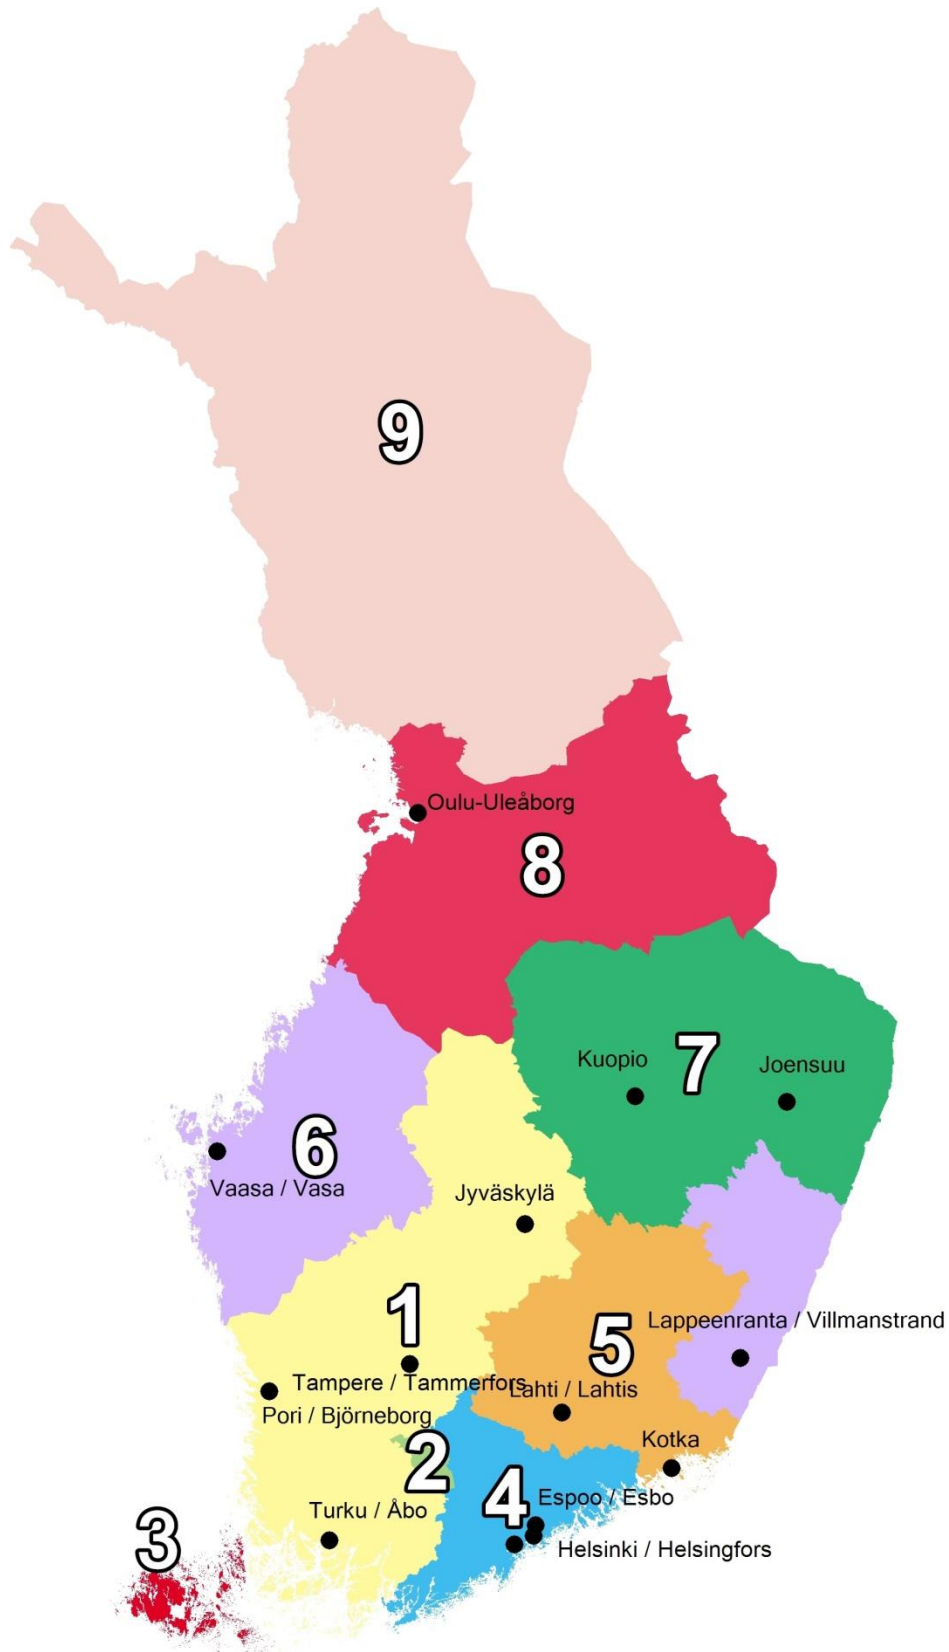 9
Oulu-Uleåborg
8
Kuopio
7
Joensuu
6
Vaasa / Vasa
Jyväskylä
1
5
Lappeenranta / Villmanstrand
Tampere / Tammerfors
Lahti / Lahtis
Pori / Björneborg
2
Kotka
4
Espoo / Esbo
3
Turku / Åbo
Helsinki / Helsingfors